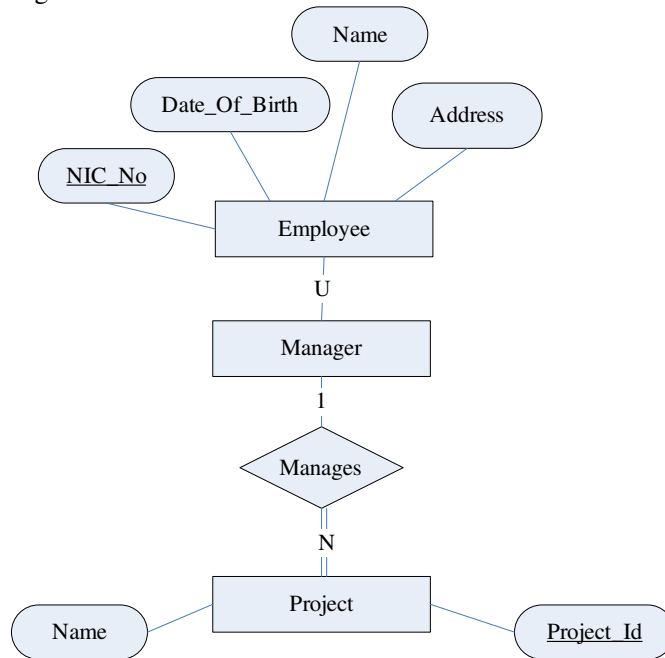 Name
Date_Of_Birth
Address
NIC_No
Employee
U
Manager
1
Manages
N
Project
Name
Project_Id